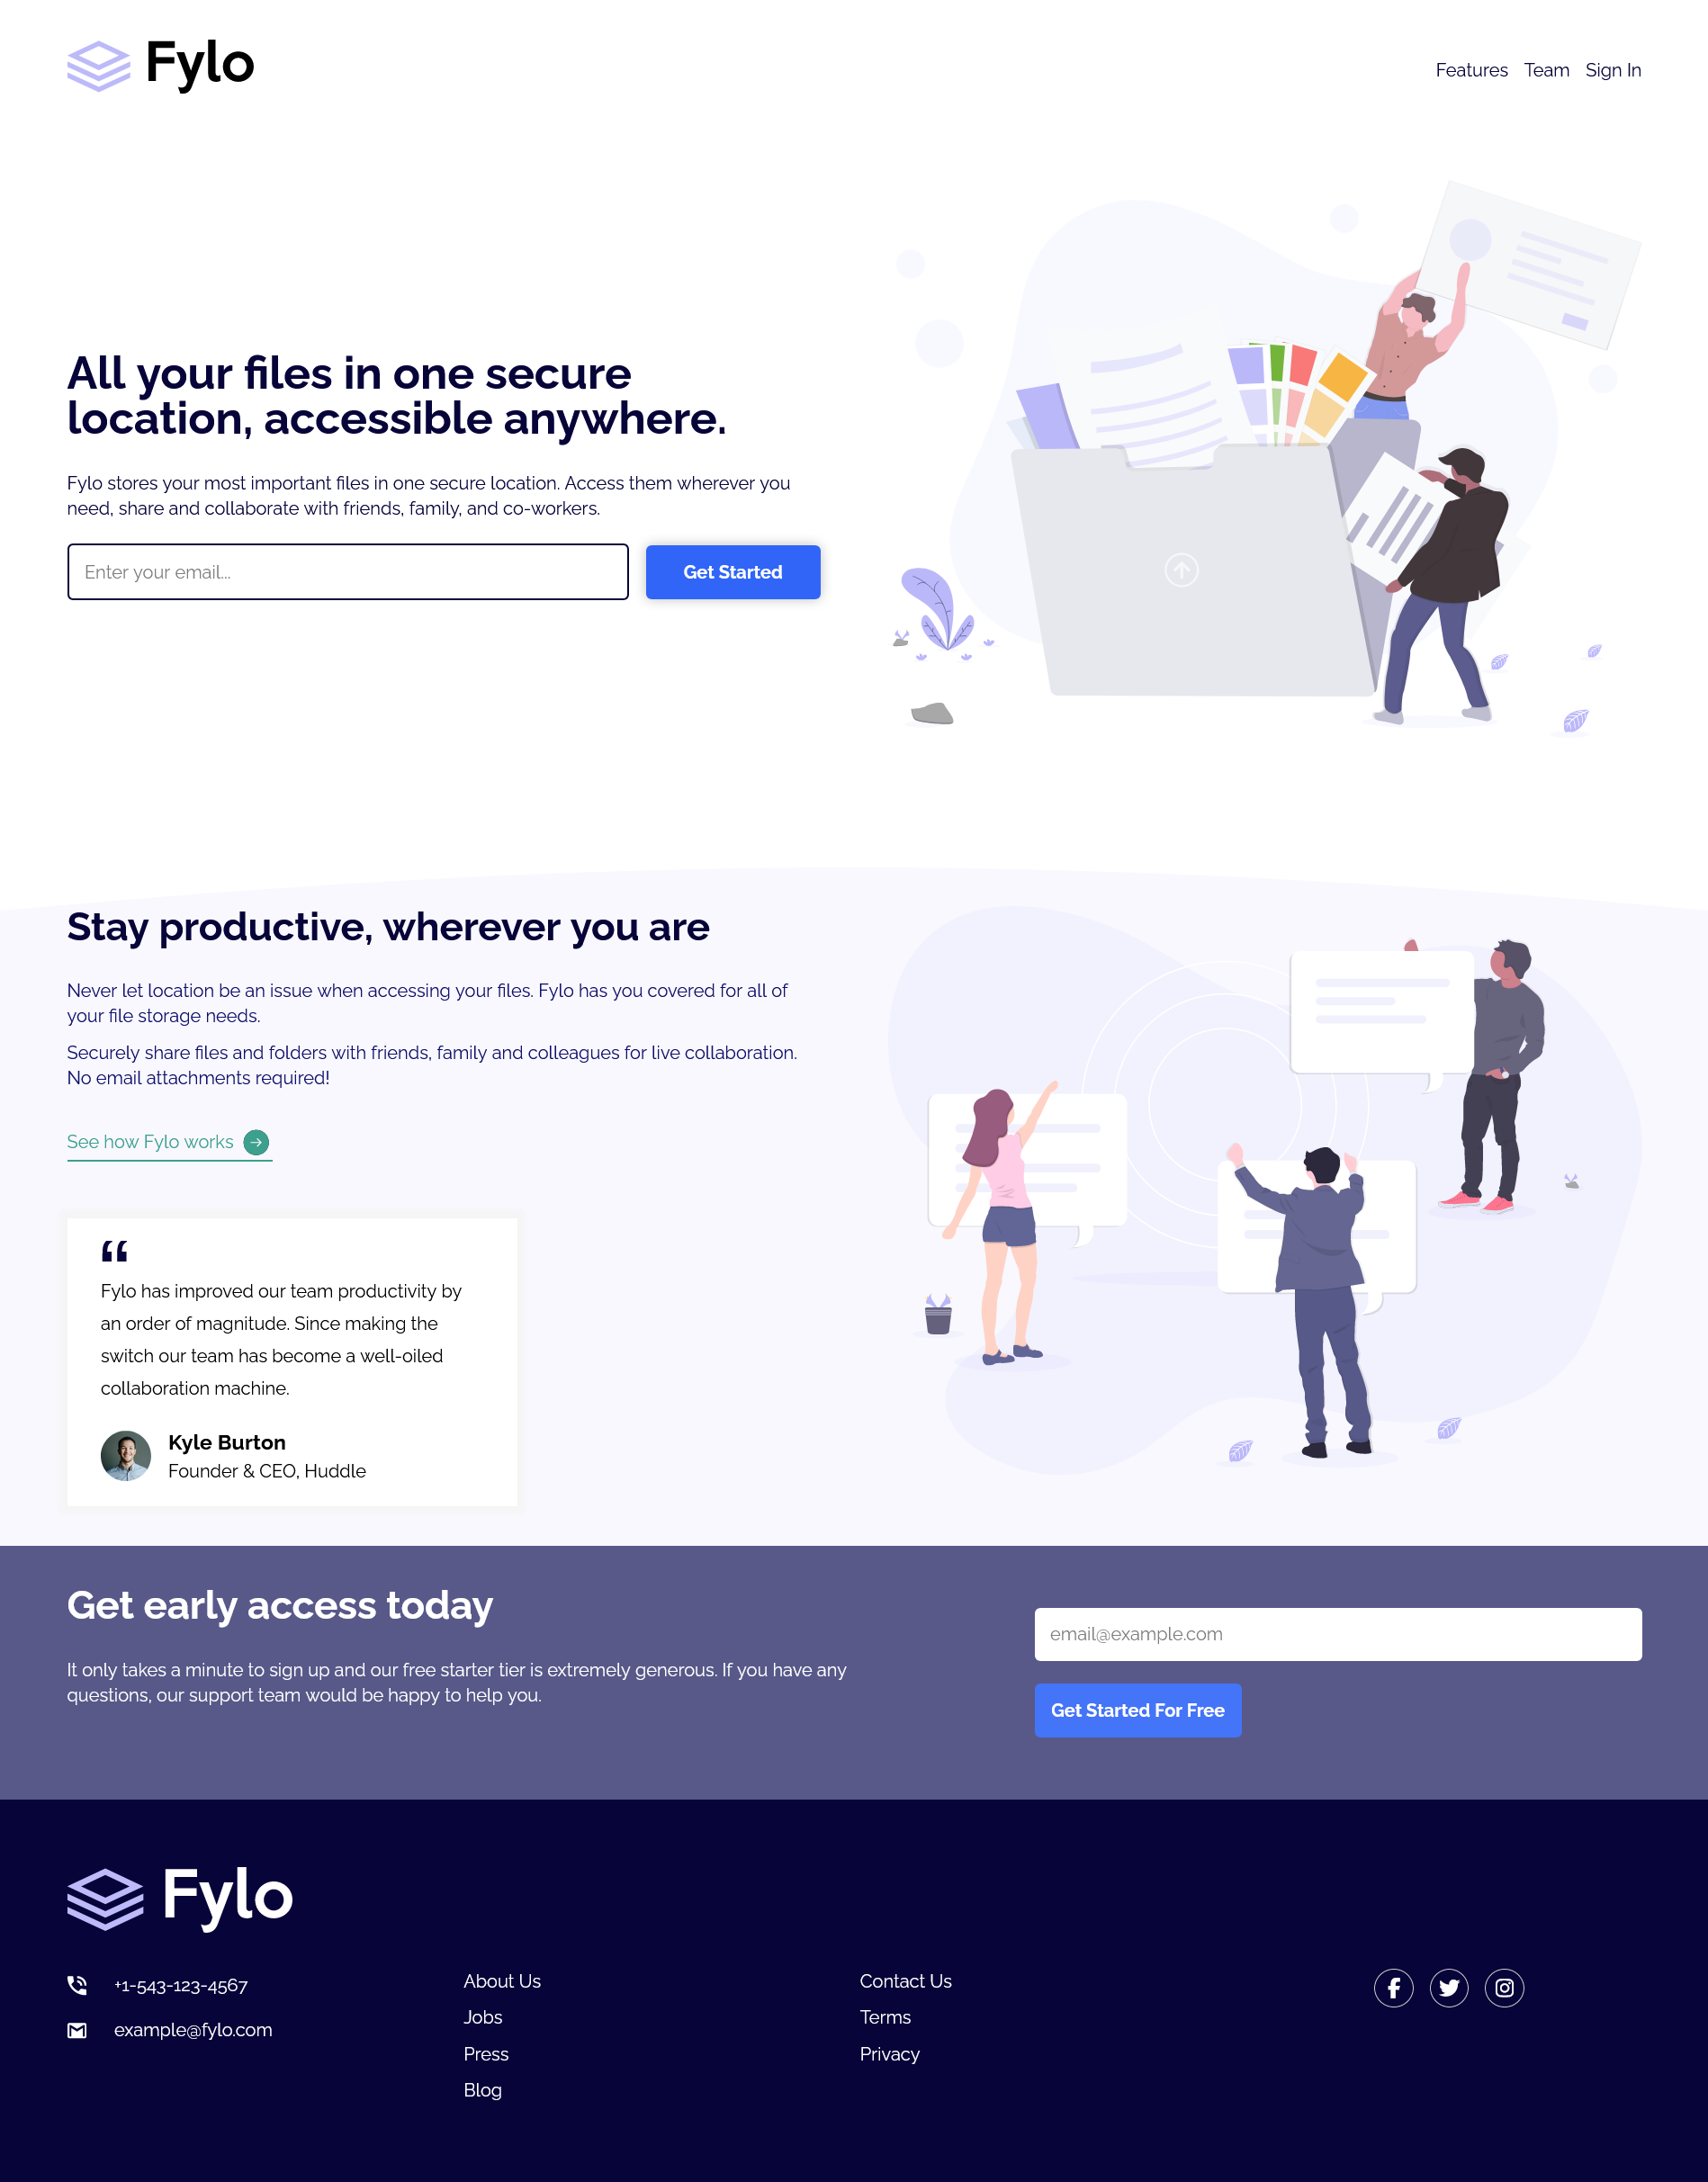 Fylo
Features Team Sign In
All your files in one secure
location, accessible anywhere.
Fylo stores your most important files in one secure location. Access them wherever you
need, share and collaborate with friends, family, and co-workers.
Enter your email...
Get Started
Stay productive, wherever you are
Never let location be an issue when accessing your files. Fylo has you covered for all of
your file storage needs.
Securely share files and folders with friends, family and colleagues for live collaboration.
No email attachments required!
See how Fylo works
“
Fylo has improved our team productivity by
an order of magnitude. Since making the
switch our team has become a well-oiled
collaboration machine.
Kyle Burton
Founder & CEO, Huddle
Get early access today
It only takes a minute to sign up and our free starter tier is extremely generous. If you have any
questions, our support team would be happy to help you.
email@example.com
Get Started For Free
Fylo
+1-543-123-4567
example@fylo.com
About Us
Jobs
Press
Blog
Contact Us
Terms
Privacy